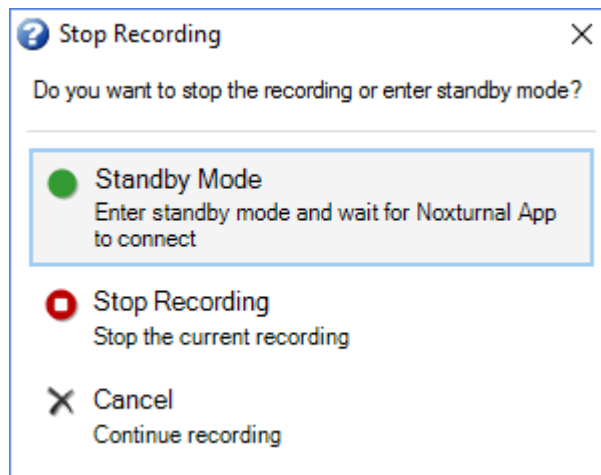 Stop Recording
Do you want to stop the recording or enter standby mode?
Standby Mode
Enter standby mode and wait for Noxturnal App
to connect
Stop Recording
Stop the current recording
Cancel
Continue recording